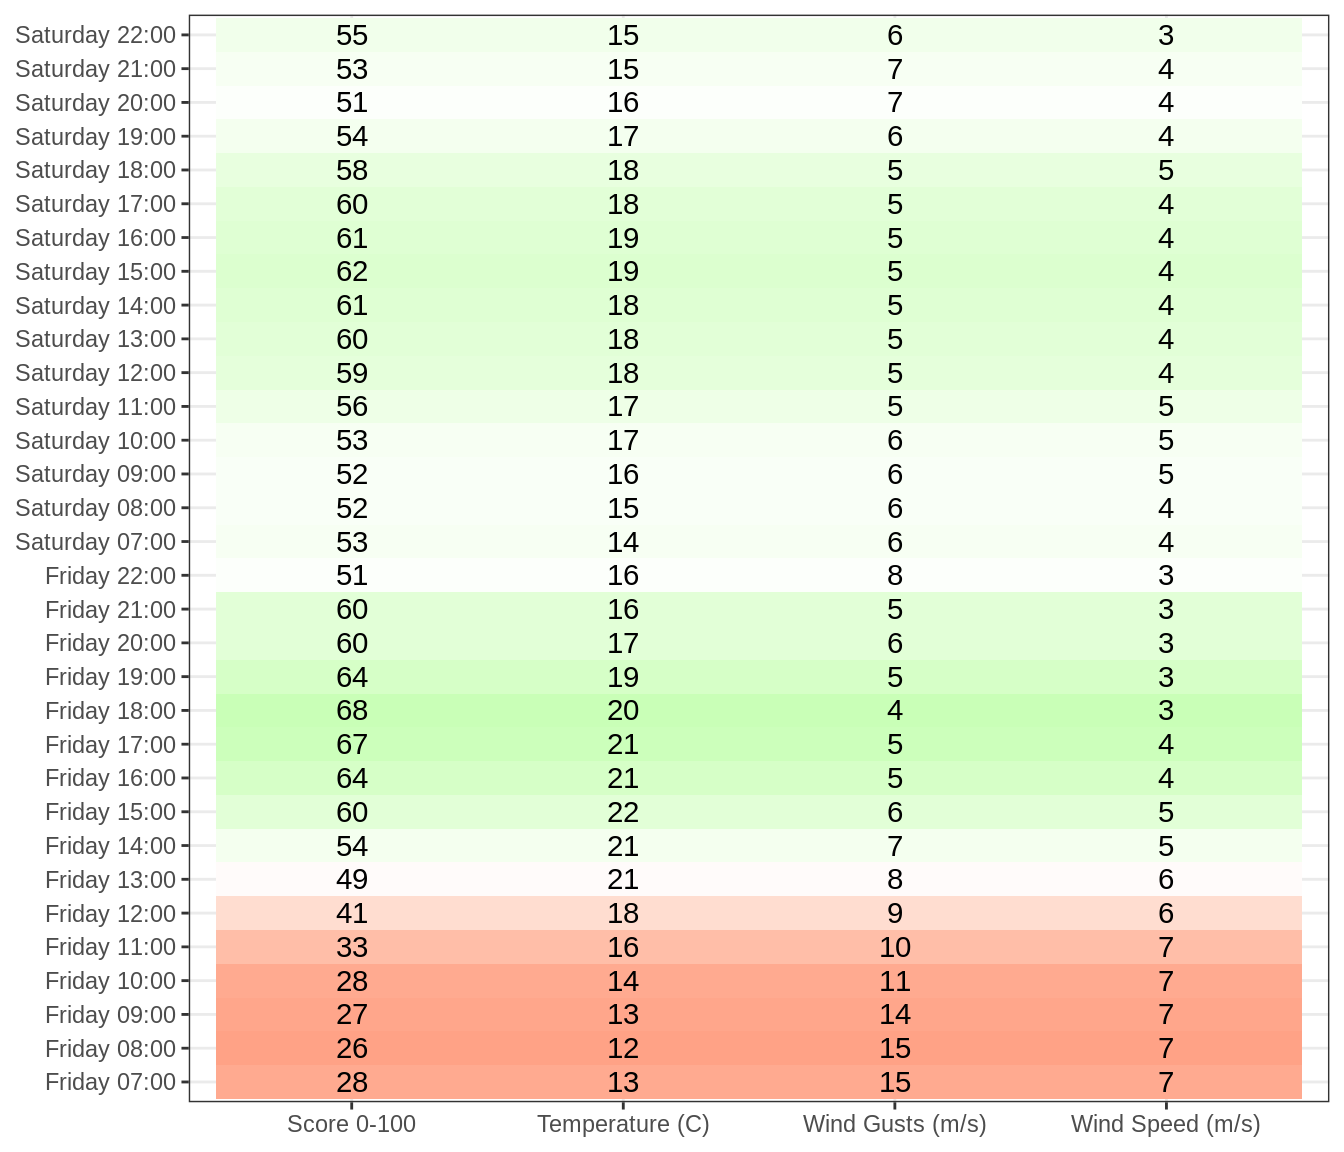 Saturday 22:00 55 15 6 3
Saturday 21:00 53 15 7 4
Saturday 20:00 51 16 7 4
Saturday 19:00 54 17 6 4
Saturday 18:00 58 18 5 5
Saturday 17:00 60 18 5 4
Saturday 16:00 61 19 5 4
Saturday 15:00 62 19 5 4
Saturday 14:00 61 18 5 4
Saturday 13:00 60 18 5 4
Saturday 12:00 59 18 5 4
Saturday 11:00 56 17 5 5
Saturday 10:00 53 17 6 5
Saturday 09:00 52 16 6 5
Saturday 08:00 52 15 6 4
Saturday 07:00 53 14 6 4
Friday 22:00 51 16 8 3
Friday 21:00 60 16 5 3
Friday 20:00 60 17 6 3
Friday 19:00 64 19 5 3
Friday 18:00 68 20 4 3
Friday 17:00 67 21 5 4
Friday 16:00 64 21 5 4
Friday 15:00 60 22 6 5
Friday 14:00 54 21 7 5
Friday 13:00 49 21 8 6
Friday 12:00 41 18 9 6
Friday 11:00 33 16 10 7
Friday 10:00 28 14 11 7
Friday 09:00 27 13 14 7
Friday 08:00 26 12 15 7
Friday 07:00 28 13 15 7
Score 0-100 Temperature (C) Wind Gusts (m/s) Wind Speed (m/s)